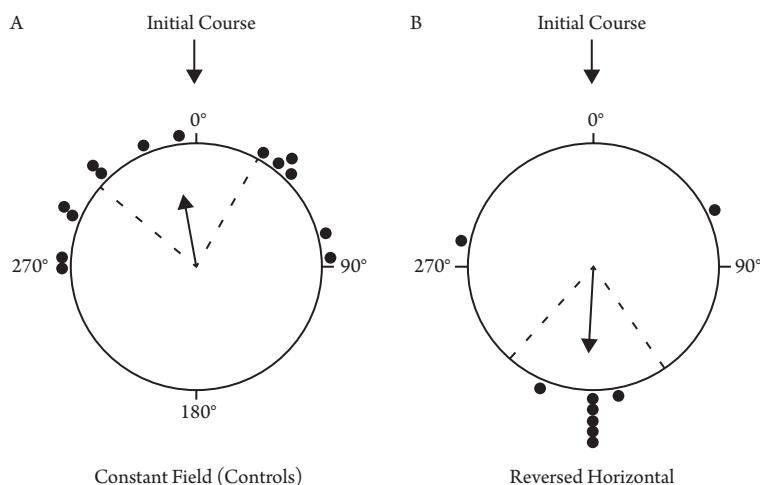 A
Initial Course
0°
270°
90°
180°
Constant Field (Controls)
B
Initial Course
0°
270°
90°
Reversed Horizontal